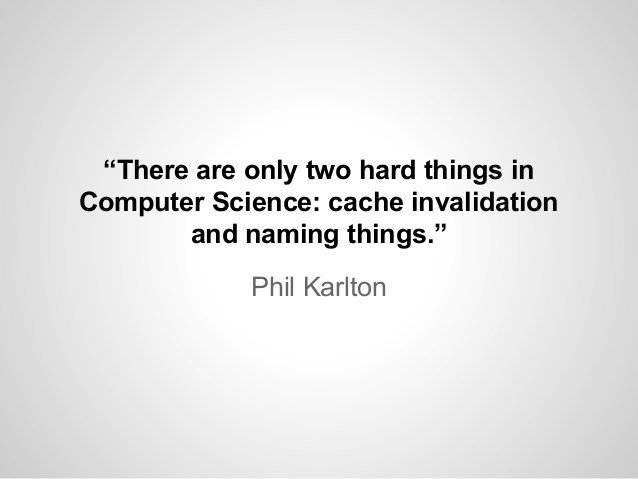 “There are only two hard things in
Computer Science: cache invalidation
and naming things.”
Phil Karlton